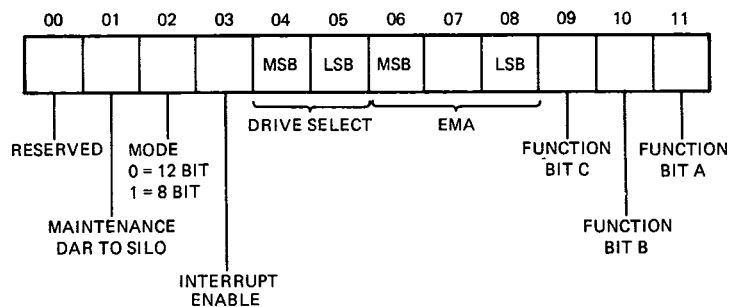 00 01 02 03 04 05 06 07 08 09 10 11
MSB LSB MSB LSB
DRIVE SELECT EMA
RESERVED
MODE
0 = 12 BIT
1 = 8 BIT
FUNCTION
BIT C
FUNCTION
BIT A
MAINTENANCE
DAR TO SILO
FUNCTION
BIT B
INTERRUPT
ENABLE